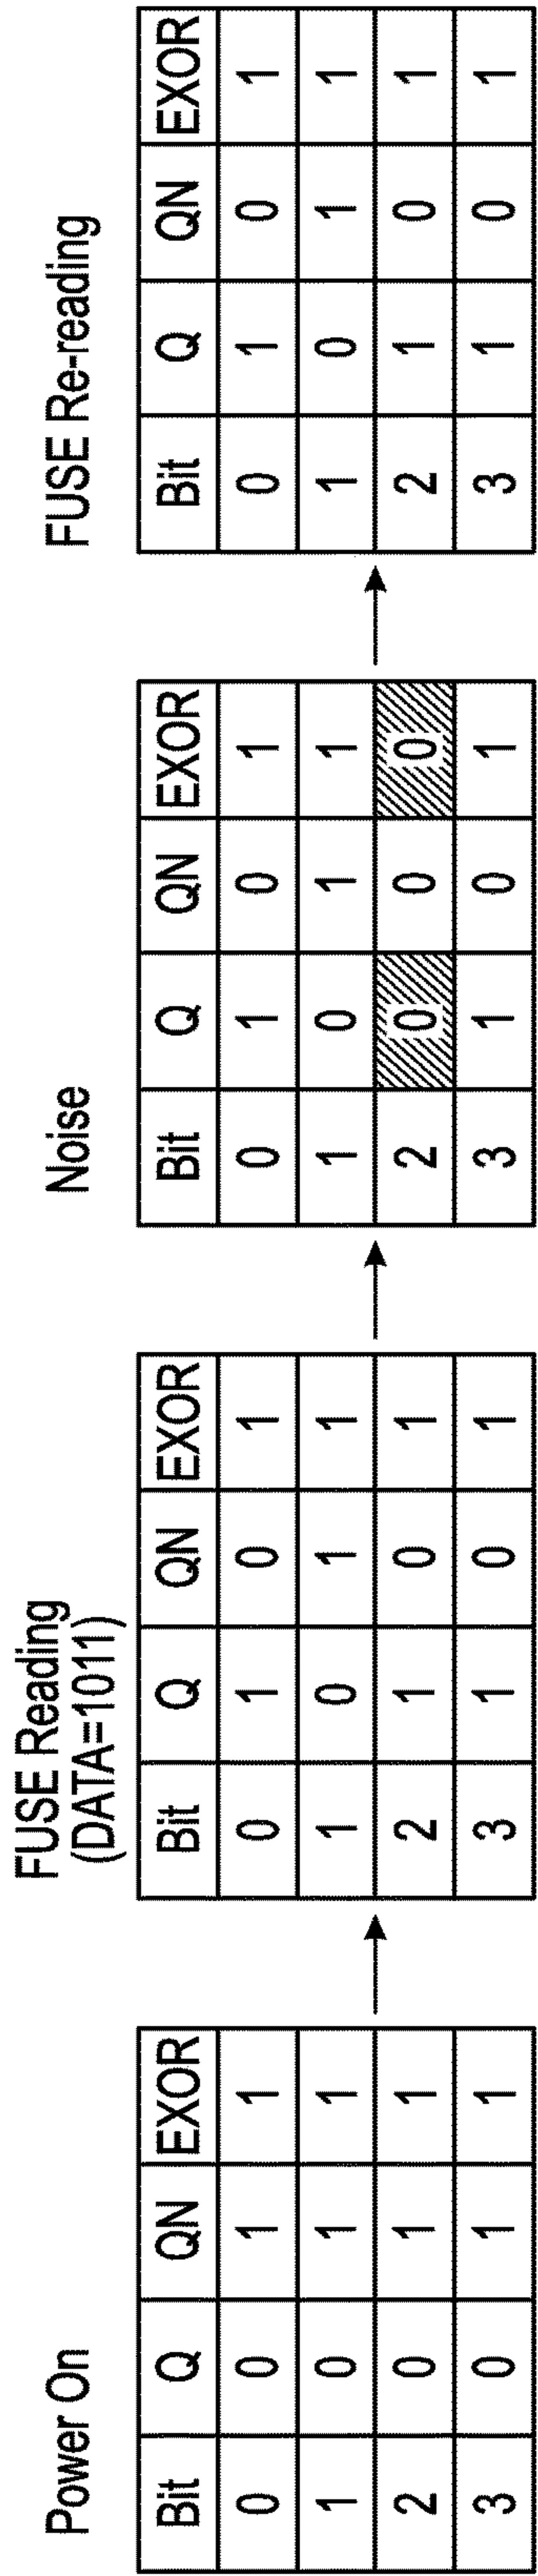 Power On
Bit Q QN EXOR
0 0 1 1
1 0 1 1
2 0 1 1
3 0 1 1
FUSE Reading
(DATA=1011)
Bit Q QN EXOR
0 1 0 1
1 0 1 1
2 1 0 1
3 1 0 1
Noise
Bit Q QN EXOR
0 1 0 1
1 0 1 1
2 0 0 0
3 1 0 1
FUSE Re-reading
Bit Q QN EXOR
0 1 0 1
1 0 1 1
2 1 0 1
3 1 0 1